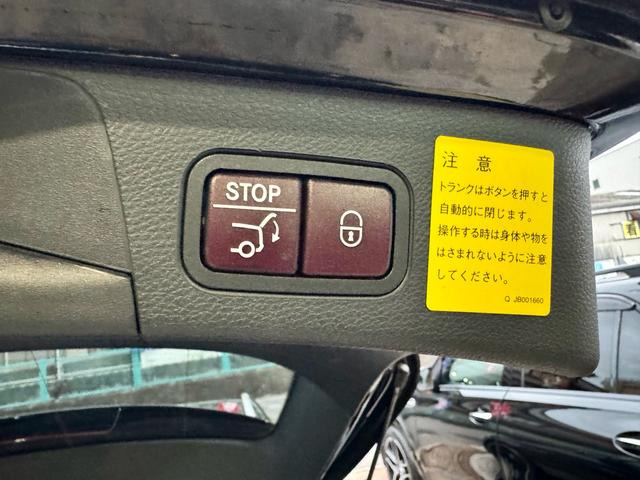 STOP
注 意
トランクはボタンを押すと
自動的に閉じます。
操作する時は身体や物を
はさまれないように注意
してください。
Q JB001660